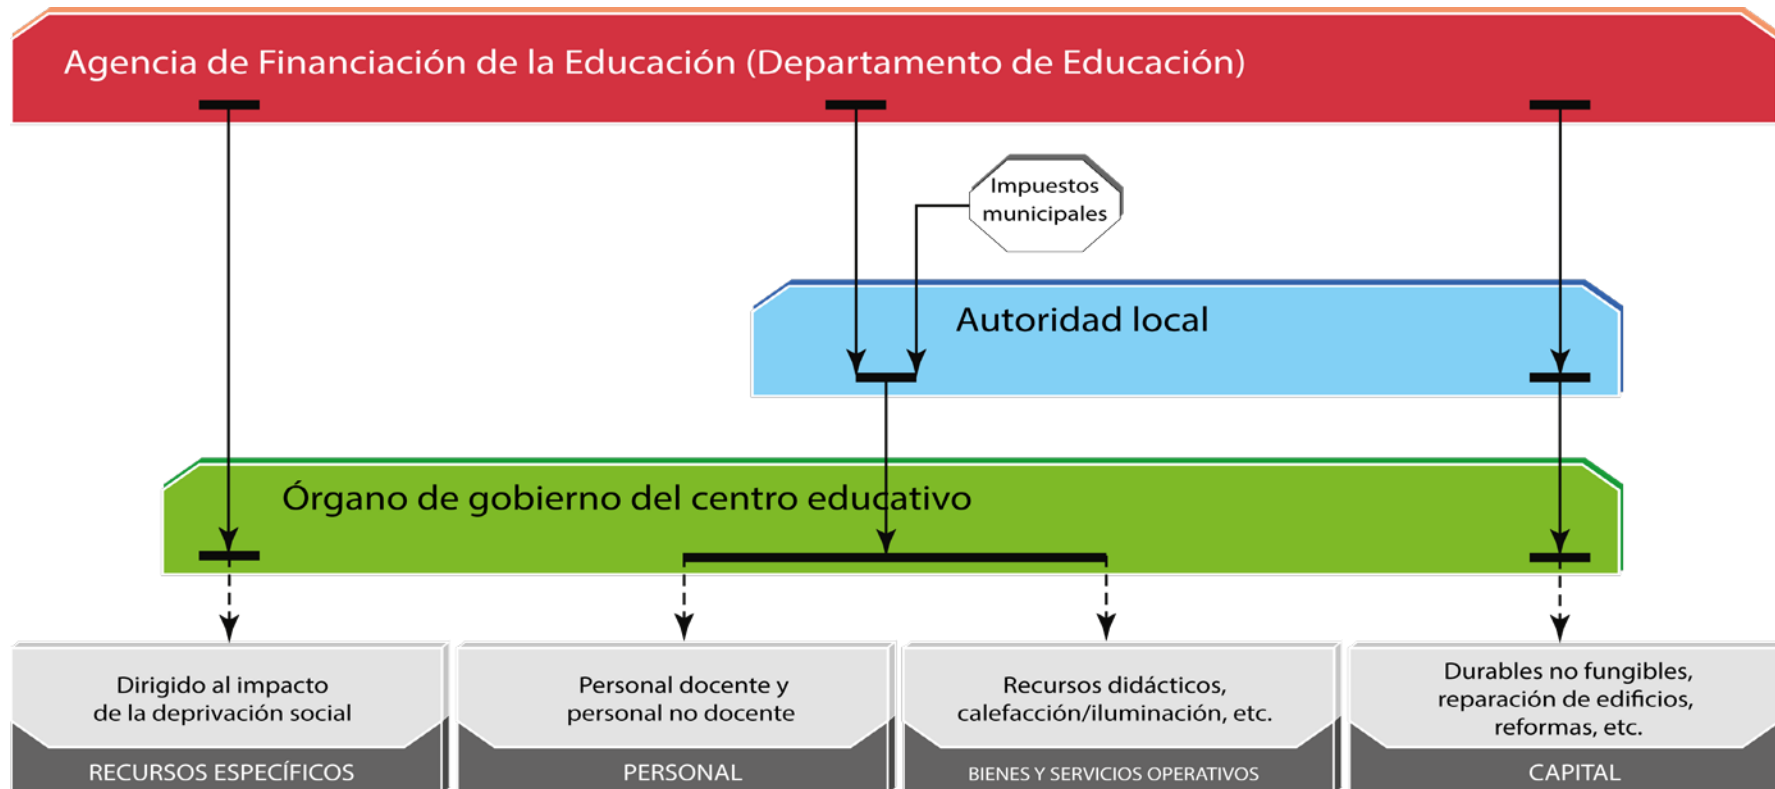 Agencia de Financiación de la Educación (Departamento de Educación)
Impuestos
municipales
Autoridad local
Órgano de gobierno del centro educativo
Dirigido al impacto
de la deprivación social
RECURSOS ESPECÍFICOS
Personal docente y
personal no docente
PERSONAL
Recursos didácticos,
calefacción/iluminación, etc.
BIENES Y SERVICIOS OPERATIVOS
Durables no fungibles,
reparación de edificios,
reformas, etc.
CAPITAL